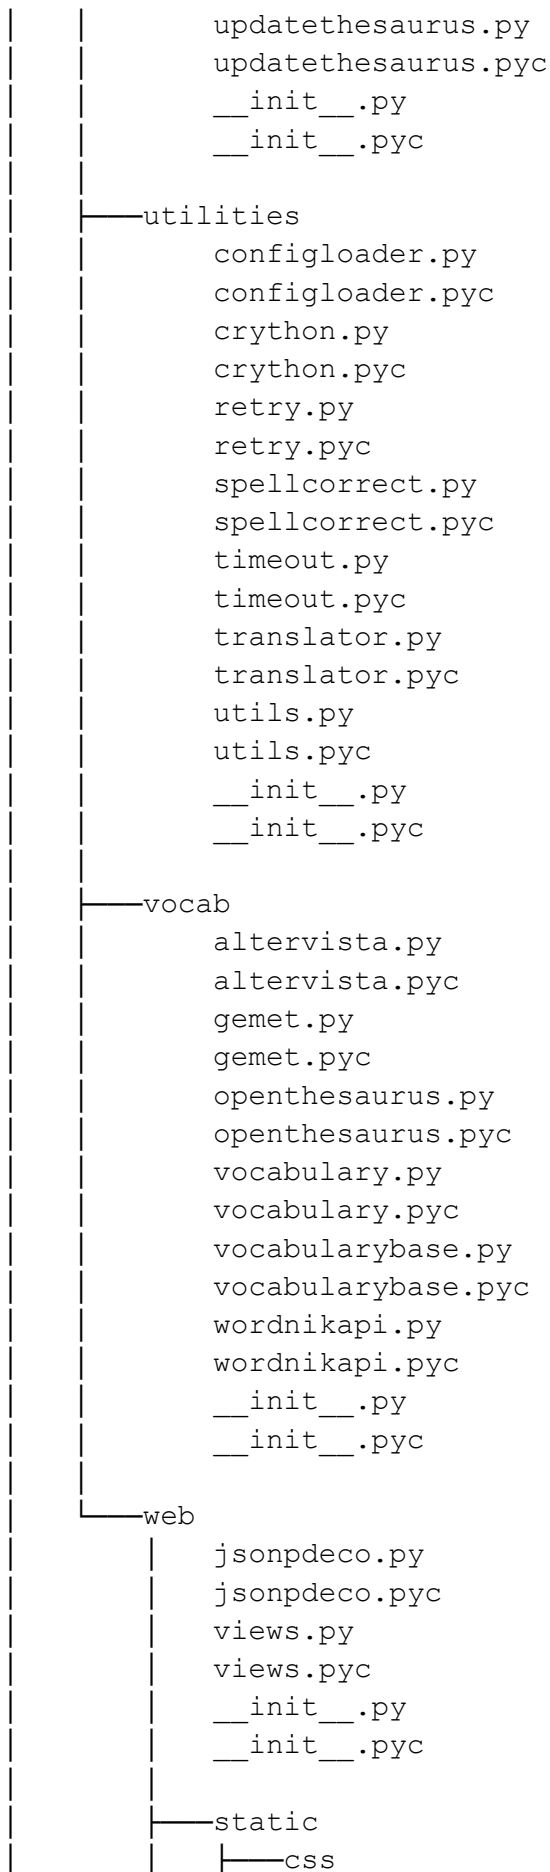 updatethesaurus.py
updatethesaurus.pyc
__init__.py
__init__.pyc
utilities
configloader.py
configloader.pyc
crython.py
crython.pyc
retry.py
retry.pyc
spellcorrect.py
spellcorrect.pyc
timeout.py
timeout.pyc
translator.py
translator.pyc
utils.py
utils.pyc
__init__.py
__init__.pyc
vocab
altervista.py
altervista.pyc
gemet.py
gemet.pyc
openthesaurus.py
openthesaurus.pyc
vocabulary.py
vocabulary.pyc
vocabularybase.py
vocabularybase.pyc
wordnikapi.py
wordnikapi.pyc
__init__.py
__init__.pyc
web
jsonpdeco.py
jsonpdeco.pyc
views.py
views.pyc
__init__.py
__init__.pyc
static
css